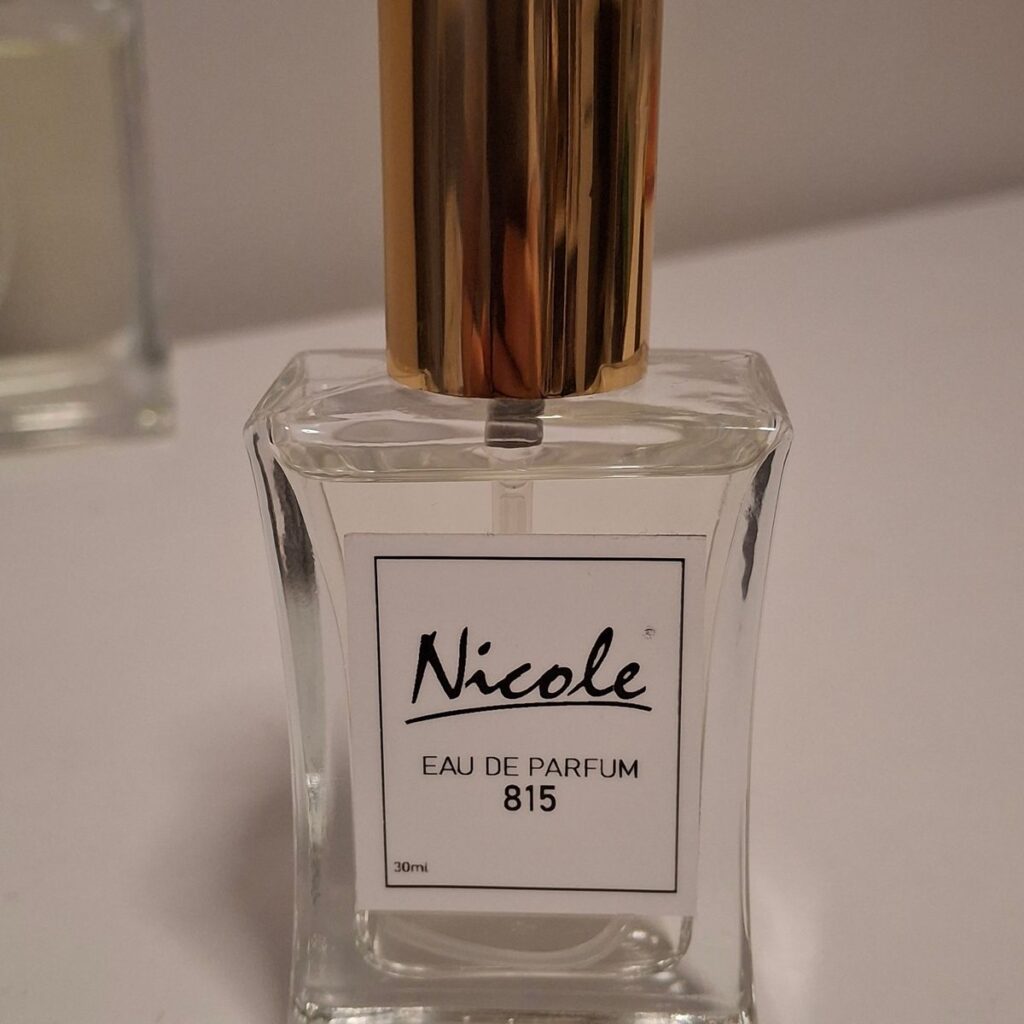 Nicole
EAU DE PARFUM
815
30ml